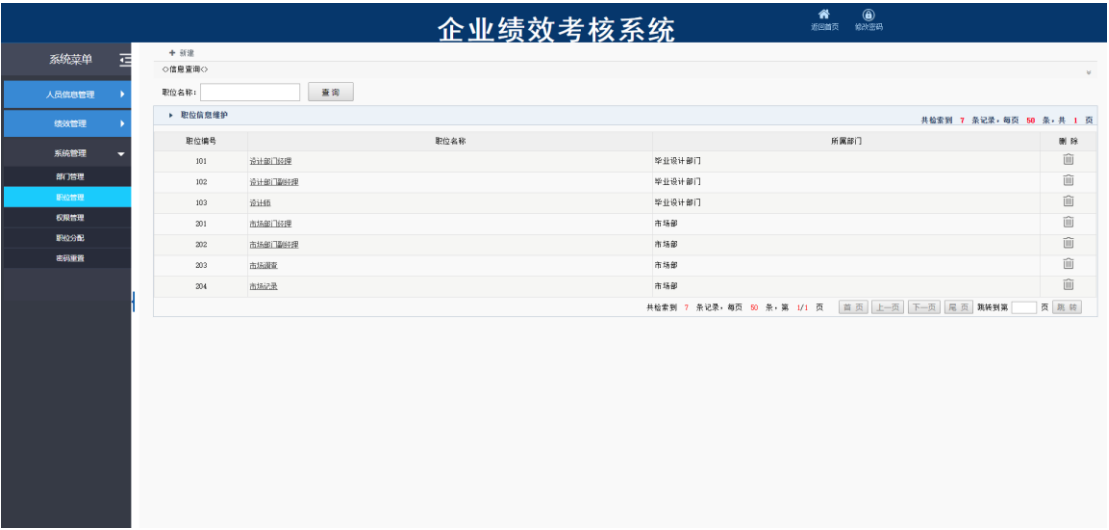 企业绩效考核系统
返回首页 修改密码
系统菜单
人员信息管理
绩效管理
系统管理
部门管理
职位管理
权限管理
职位分配
密码重置
+ 新建
◇信息查询◇
职位名称: 查 询
职位信息维护
共检索到 7 条记录,每页 50 条,共 1 页
职位编号 职位名称 所属部门 删 除
101 设计部门经理 毕业设计部门
102 设计部门副经理 毕业设计部门
103 设计师 毕业设计部门
201 市场部门经理 市场部
202 市场部门副经理 市场部
203 市场调查 市场部
204 市场记录 市场部
共检索到 7 条记录,每页 50 条,第 1/1 页 首 页 上一页 下一页 尾 页 跳转到第 页 跳 转